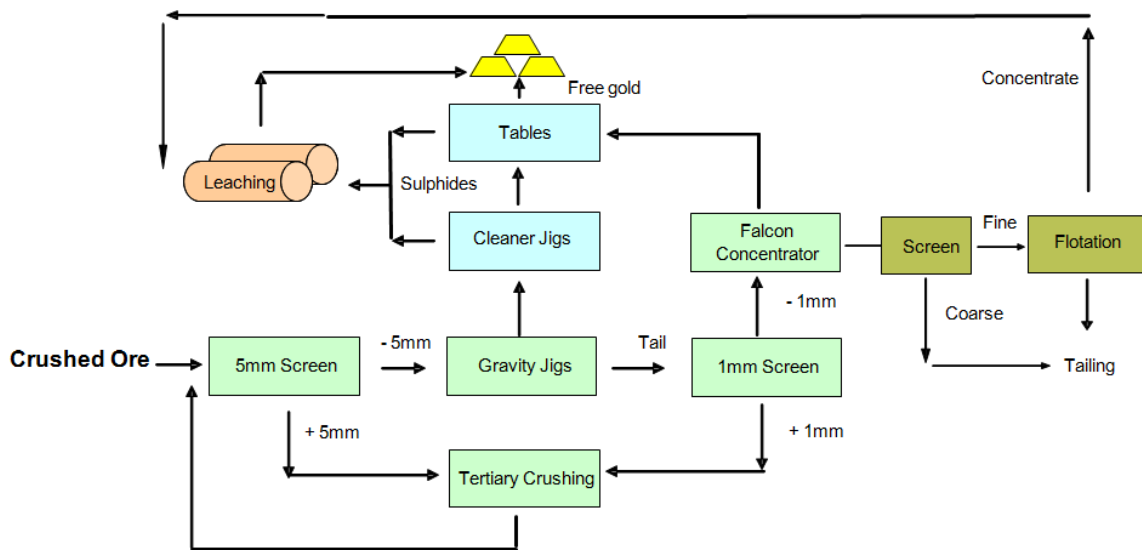 Concentrate
Free gold
Tables
Leaching
Sulphides
Cleaner Jigs
Falcon
Concentrator
Screen
Fine
Flotation
- 1mm
Coarse
Crushed Ore
5mm Screen
- 5mm
Gravity Jigs
Tail
1mm Screen
Tailing
+ 5mm
+ 1mm
Tertiary Crushing